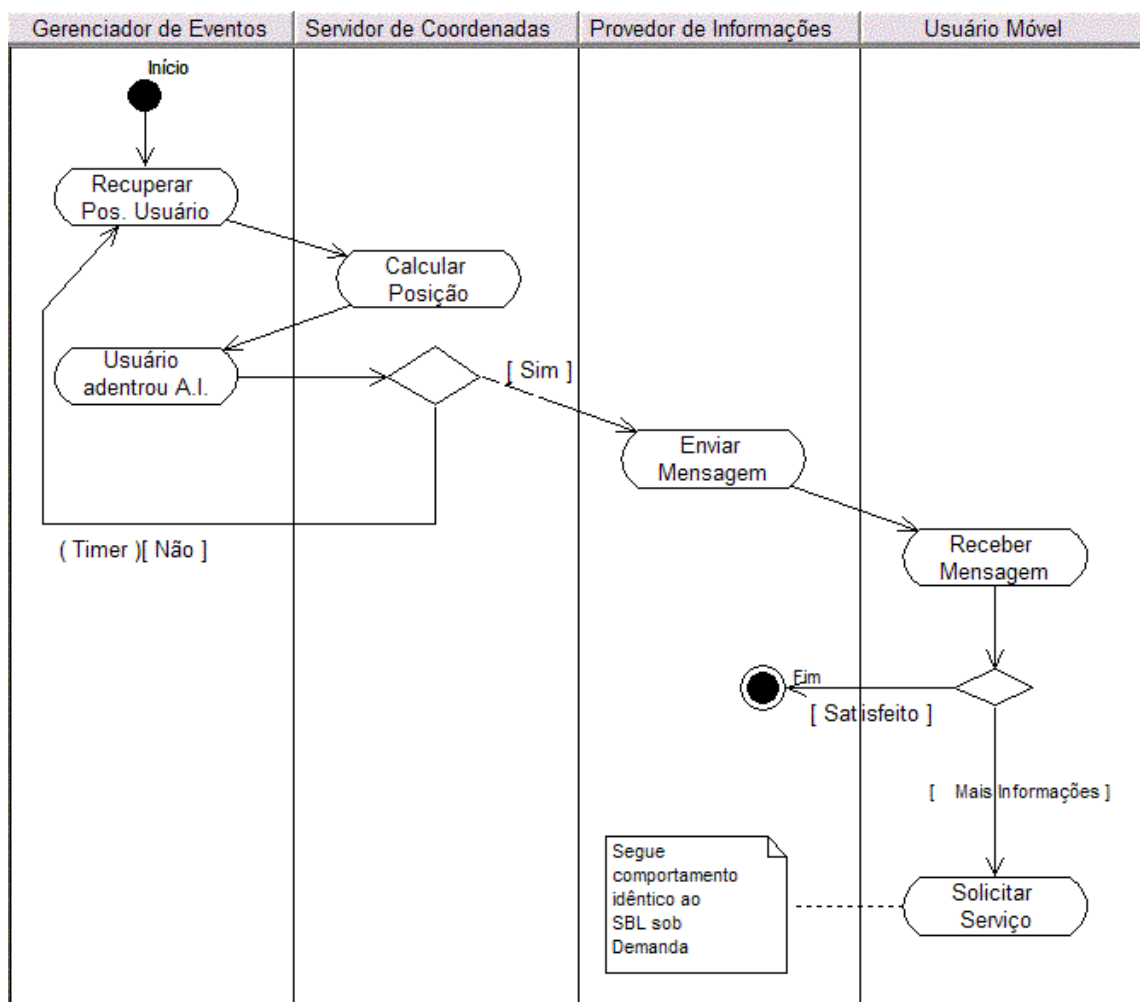 Gerenciador de Eventos
Servidor de Coordenadas
Provedor de Informações
Usuário Móvel
Início
Recuperar
Pos. Usuário
Calcular
Posição
Usuário
adentrou A.I.
[ Sim ]
Enviar
Mensagem
( Timer )[ Não ]
Receber
Mensagem
Fim
[ Satisfeito ]
[ Mais Informações ]
Segue
comportamento
idêntico ao
SBL sob
Demanda
Solicitar
Serviço